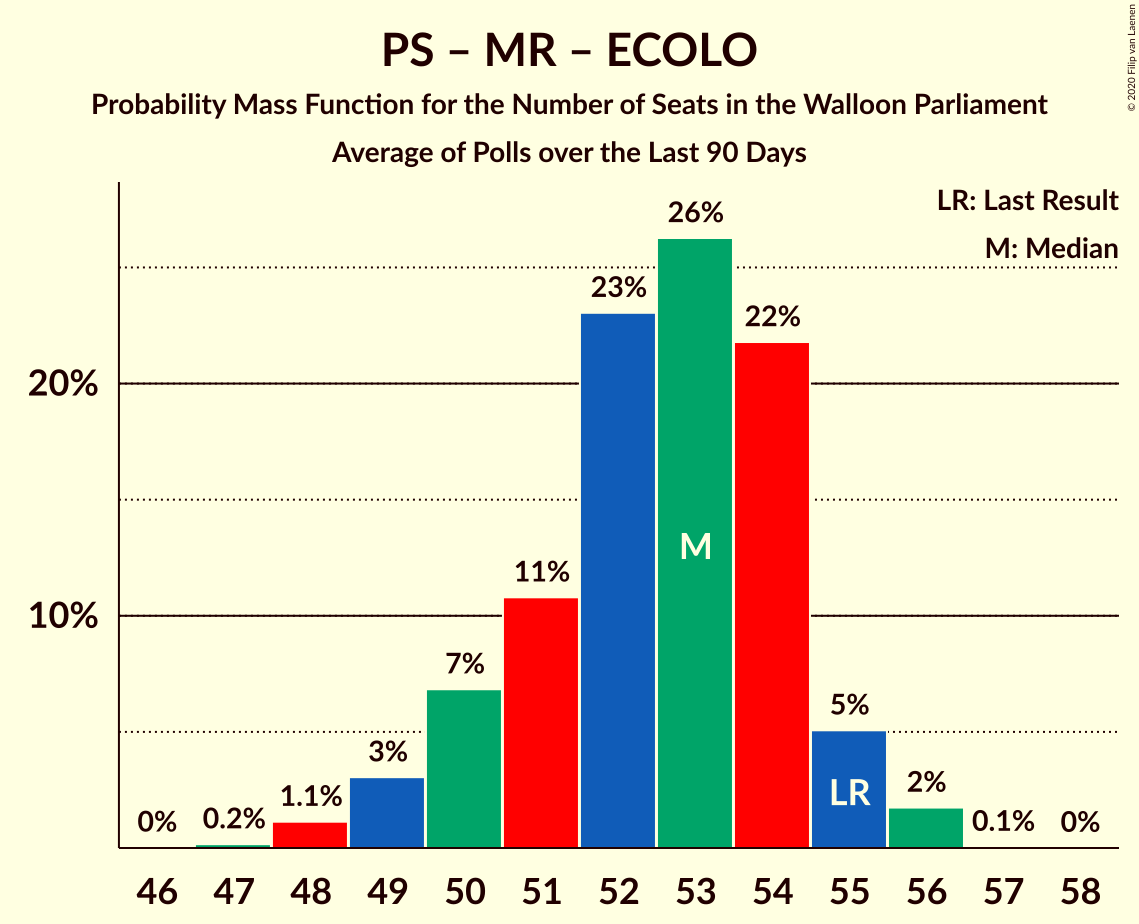 PS – MR – ECOLO
Probability Mass Function for the Number of Seats in the Walloon Parliament
Average of Polls over the Last 90 Days
© 2020 Filip van Laenen
LR: Last Result
M: Median
26%
23%
22%
20%
M
11%
10%
7%
5%
3%
LR
2%
1.1%
0%
0.2%
0.1%
0%
46 47 48 49 50 51 52 53 54 55 56 57 58